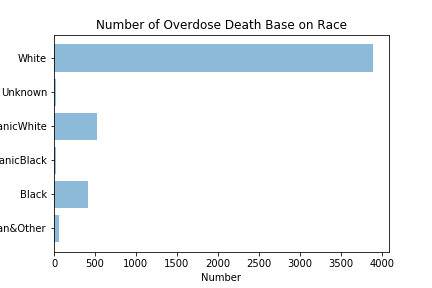 Number of Overdose Death Base on Race
White
Unknown
anicWhite
anicBlack
Black
an&Other
0 500 1000 1500 2000 2500 3000 3500 4000
Number